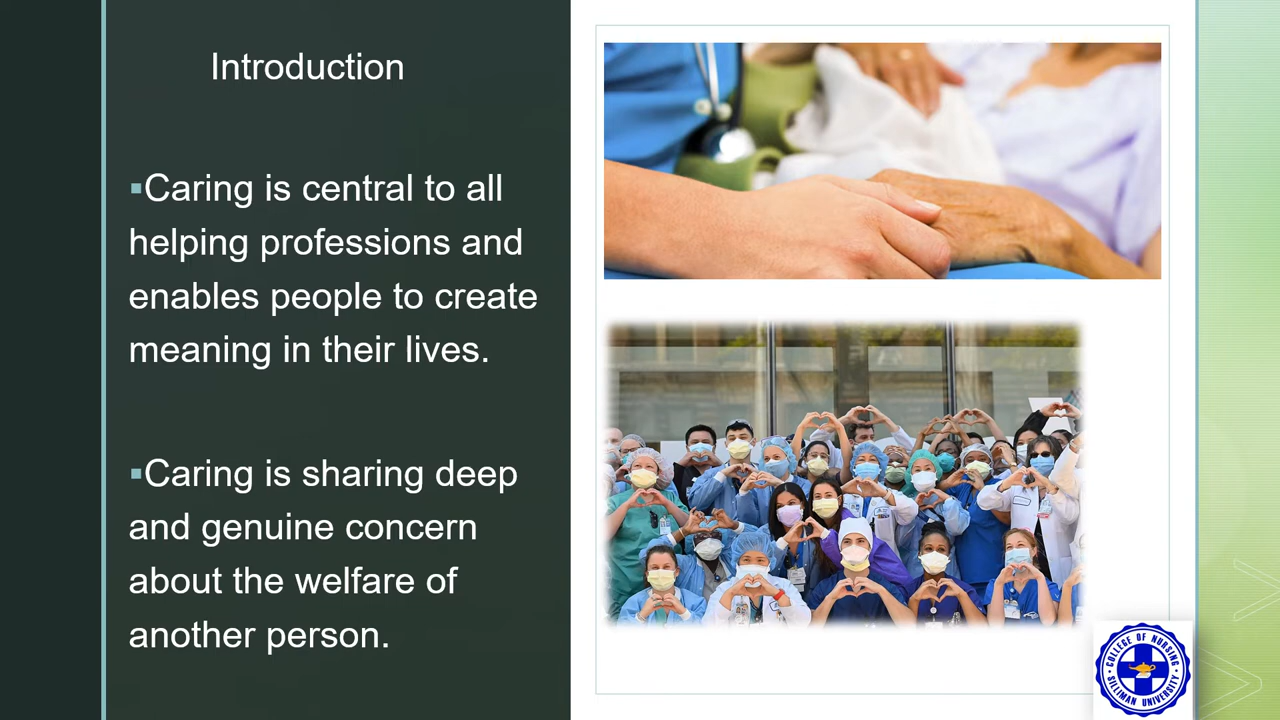 Introduction
▪Caring is central to all
helping professions and
enables people to create
meaning in their lives.
▪Caring is sharing deep
and genuine concern
about the welfare of
another person.
COLLEGE OF NURSING
SILLIMAN UNIVERSITY